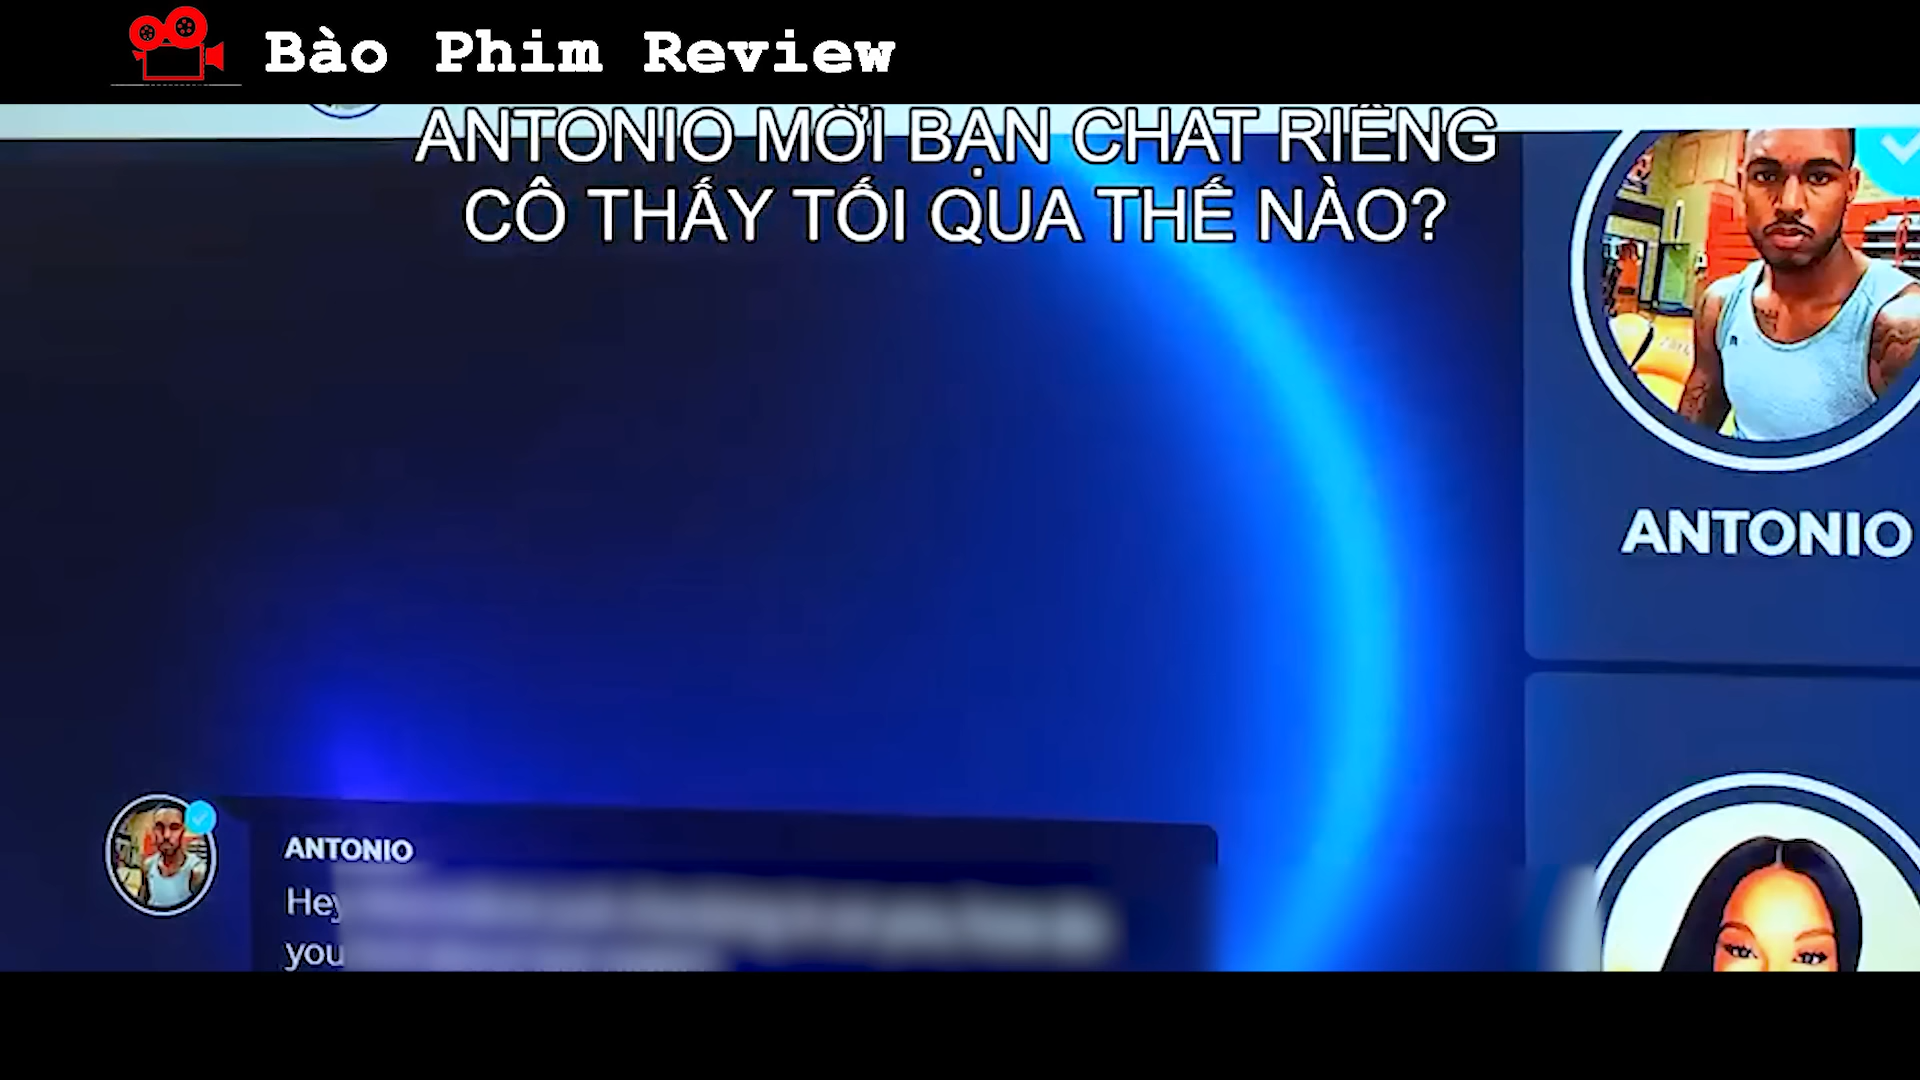 Bào Phim Review
ANTONIO MỜI BẠN CHAT RIÊNG
CÔ THẤY TỐI QUA THẾ NÀO?
ANTONIO
ANTONIO
Hey
you